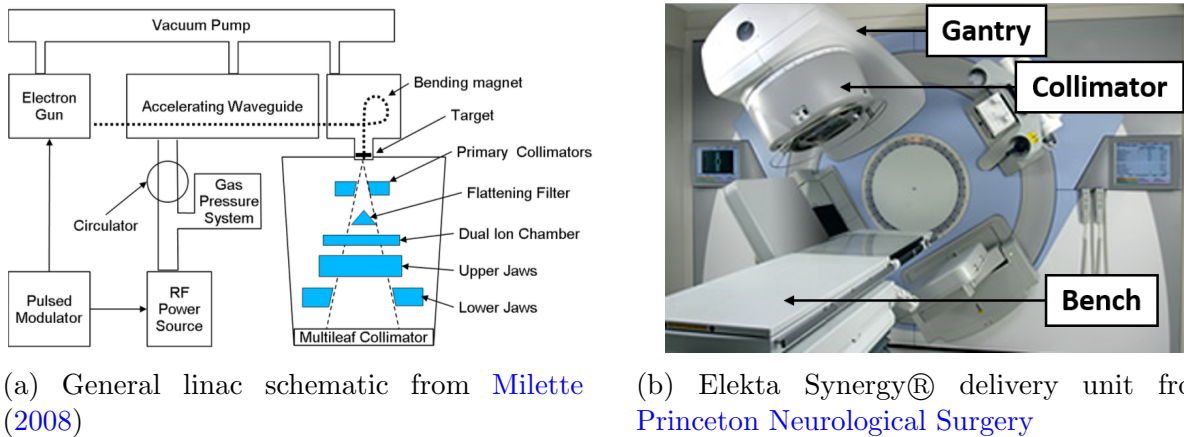 Vacuum Pump
Electron
Gun
Accelerating Waveguide
Bending magnet
Target
Primary Collimators
Circulator
Gas
Pressure
System
Flattening Filter
Dual Ion Chamber
Upper Jaws
Pulsed
Modulator
RF
Power
Source
Lower Jaws
Multileaf Collimator
Gantry
Collimator
Bench
(a) General linac schematic from Milette
(2008)
(b) Elekta Synergy® delivery unit fro
Princeton Neurological Surgery